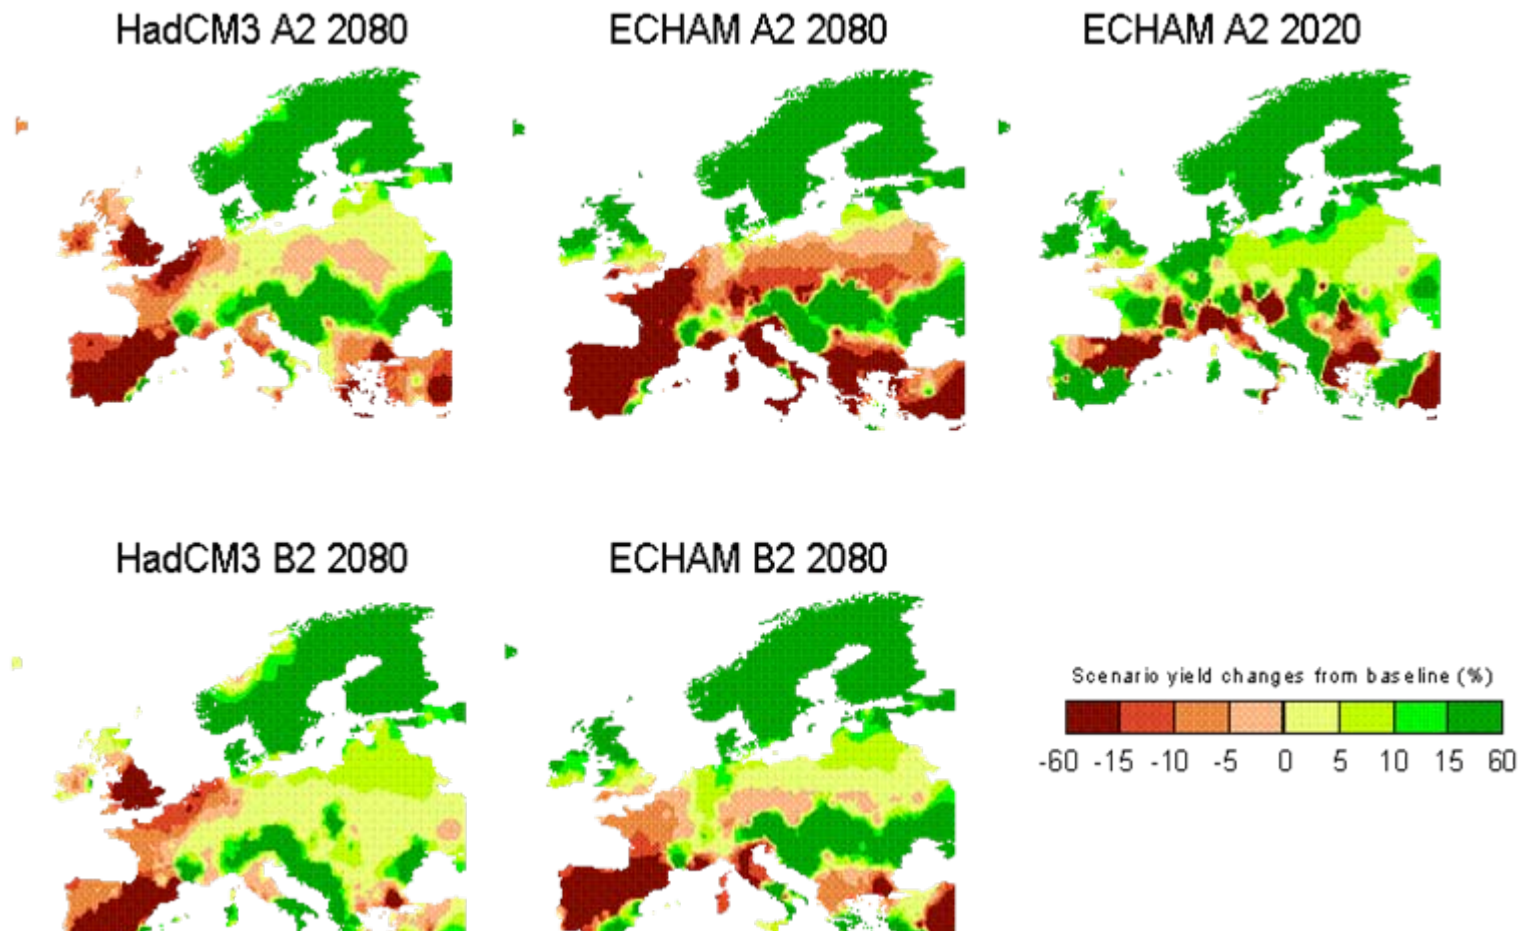 HadCM3 A2 2080
ECHAM A2 2080
ECHAM A2 2020
HadCM3 B2 2080
ECHAM B2 2080
Scenario yield changes from baseline (%)
-60 -15 -10 -5 0 5 10 15 60